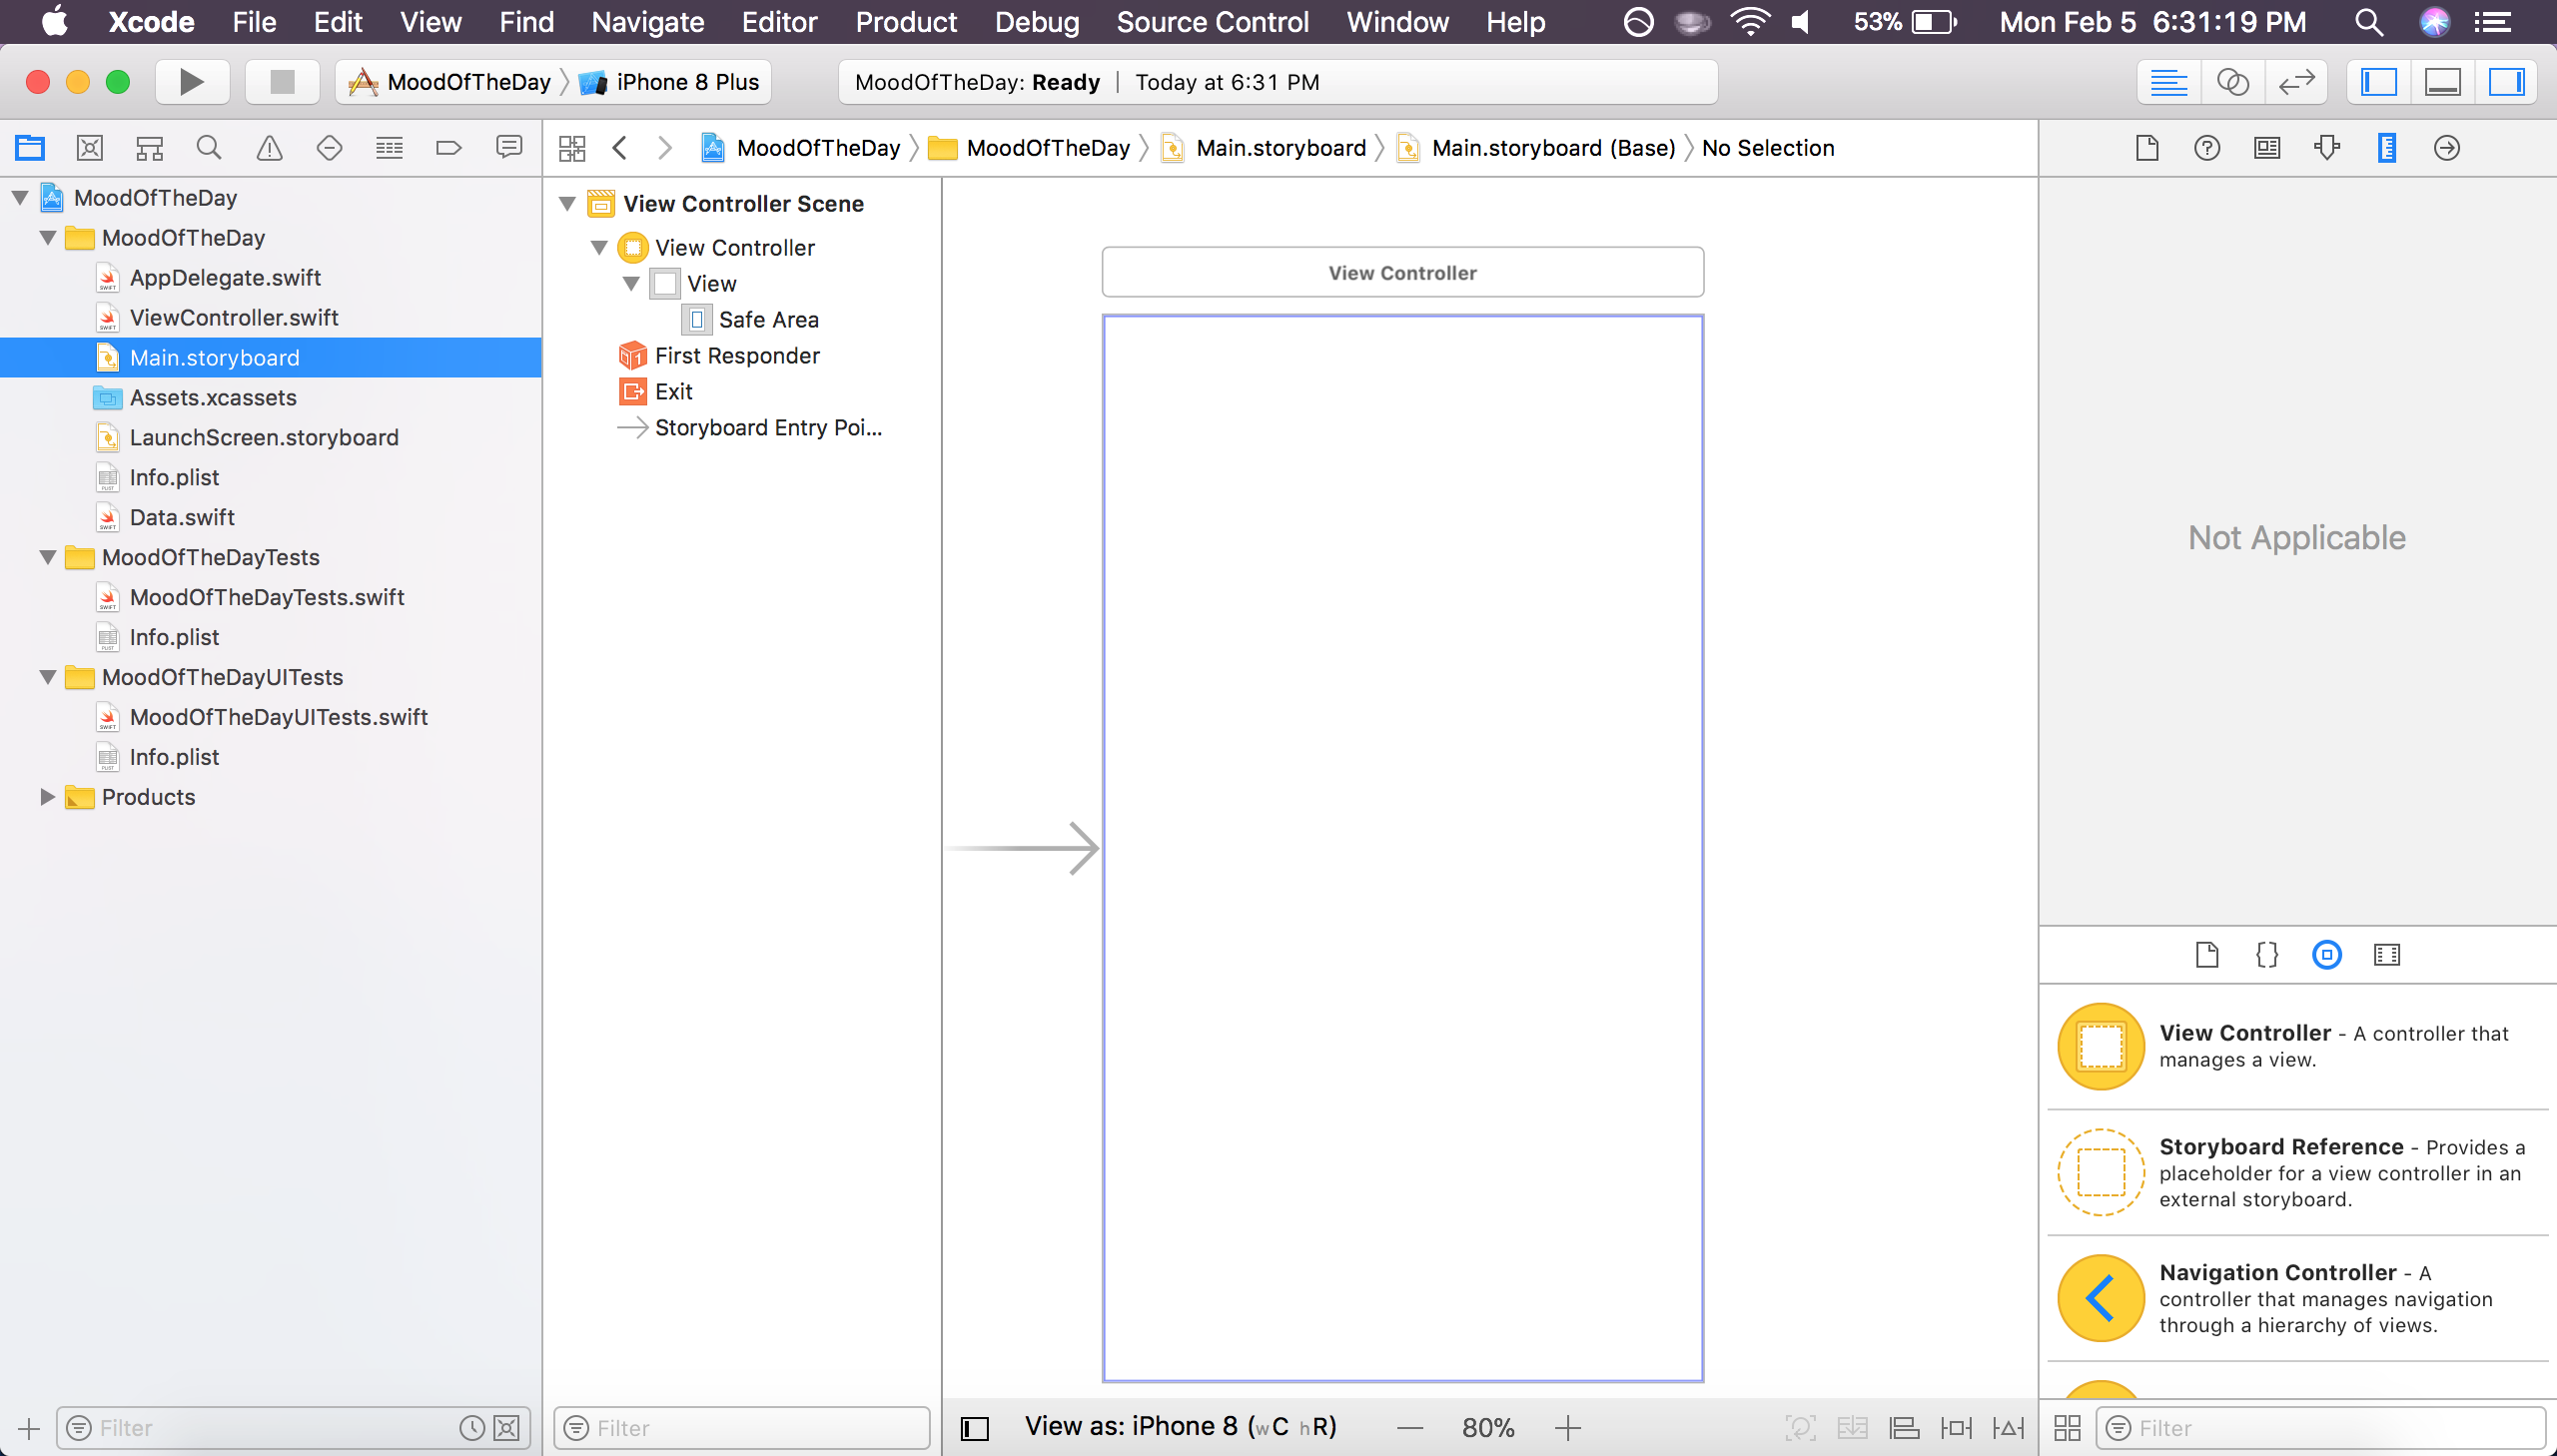 Xcode File Edit View Find Navigate Editor Product Debug Source Control Window Help 53% Mon Feb 5 6:31:19 PM
MoodOfTheDay iPhone 8 Plus MoodOfTheDay: Ready | Today at 6:31 PM
MoodOfTheDay MoodOfTheDay Main.storyboard Main.storyboard (Base) No Selection
MoodOfTheDay
MoodOfTheDay
AppDelegate.swift
ViewController.swift
Main.storyboard
Assets.xcassets
LaunchScreen.storyboard
Info.plist
Data.swift
MoodOfTheDayTests
MoodOfTheDayTests.swift
Info.plist
MoodOfTheDayUITests
MoodOfTheDayUITests.swift
Info.plist
Products
Filter
View Controller Scene
View Controller
View
Safe Area
First Responder
Exit
Storyboard Entry Poi...
Filter
View Controller
View as: iPhone 8 (wC hR) 80%
Not Applicable
View Controller - A controller that
manages a view.
Storyboard Reference - Provides a
placeholder for a view controller in an
external storyboard.
Navigation Controller - A
controller that manages navigation
through a hierarchy of views.
Filter